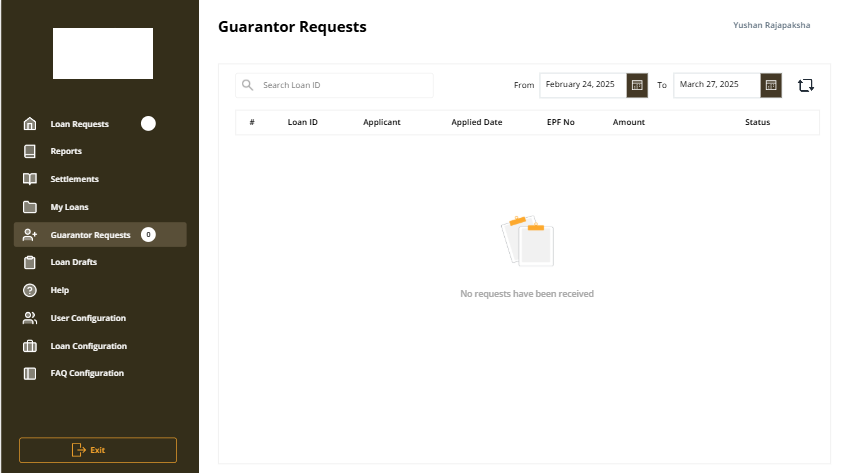 Guarantor Requests
Yushan Rajapaksha
Search Loan ID
From February 24, 2025 To March 27, 2025
# Loan ID Applicant Applied Date EPF No Amount Status
No requests have been received
Loan Requests
Reports
Settlements
My Loans
Guarantor Requests 0
Loan Drafts
Help
User Configuration
Loan Configuration
FAQ Configuration
Exit